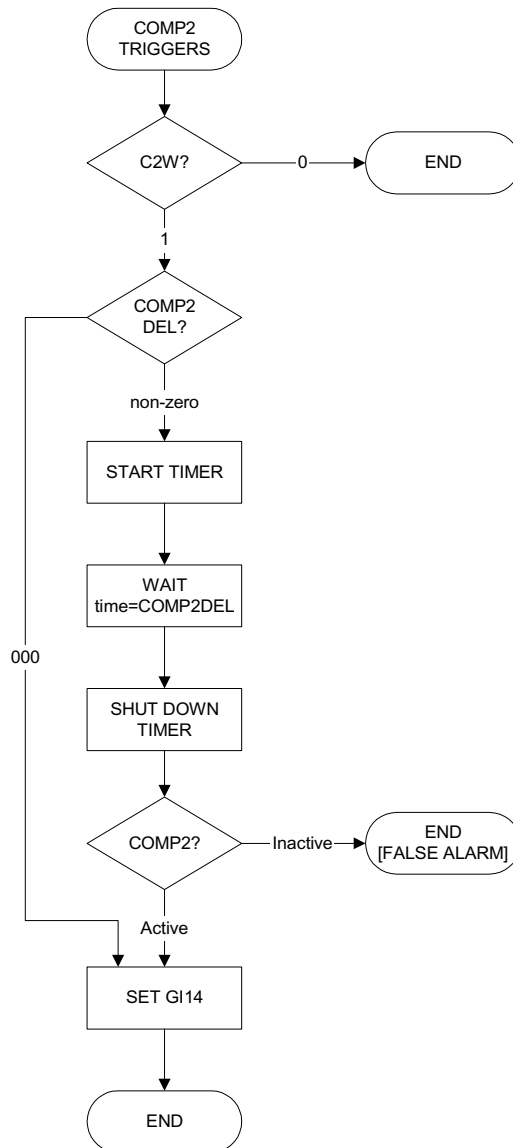 COMP2
TRIGGERS
C2W?
0
END
1
COMP2
DEL?
non-zero
START TIMER
WAIT
time=COMP2DEL
000
SHUT DOWN
TIMER
COMP2?
Inactive
END
[FALSE ALARM]
Active
SET GI14
END